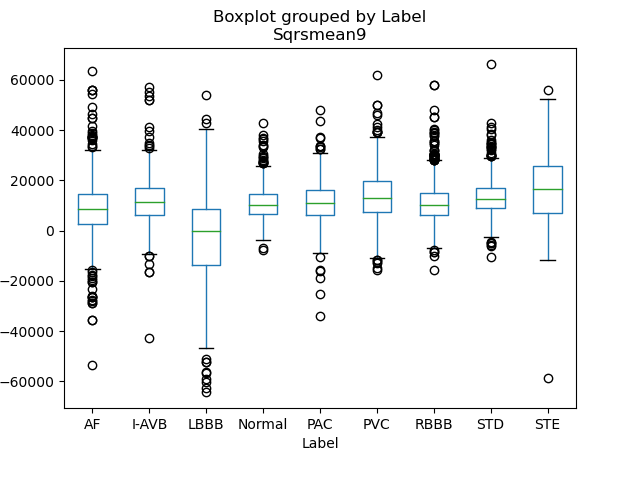 Boxplot grouped by Label
Sqrsmean9
60000
40000
20000
0
−20000
−40000
−60000
AF I-AVB LBBB Normal PAC PVC RBBB STD STE
Label